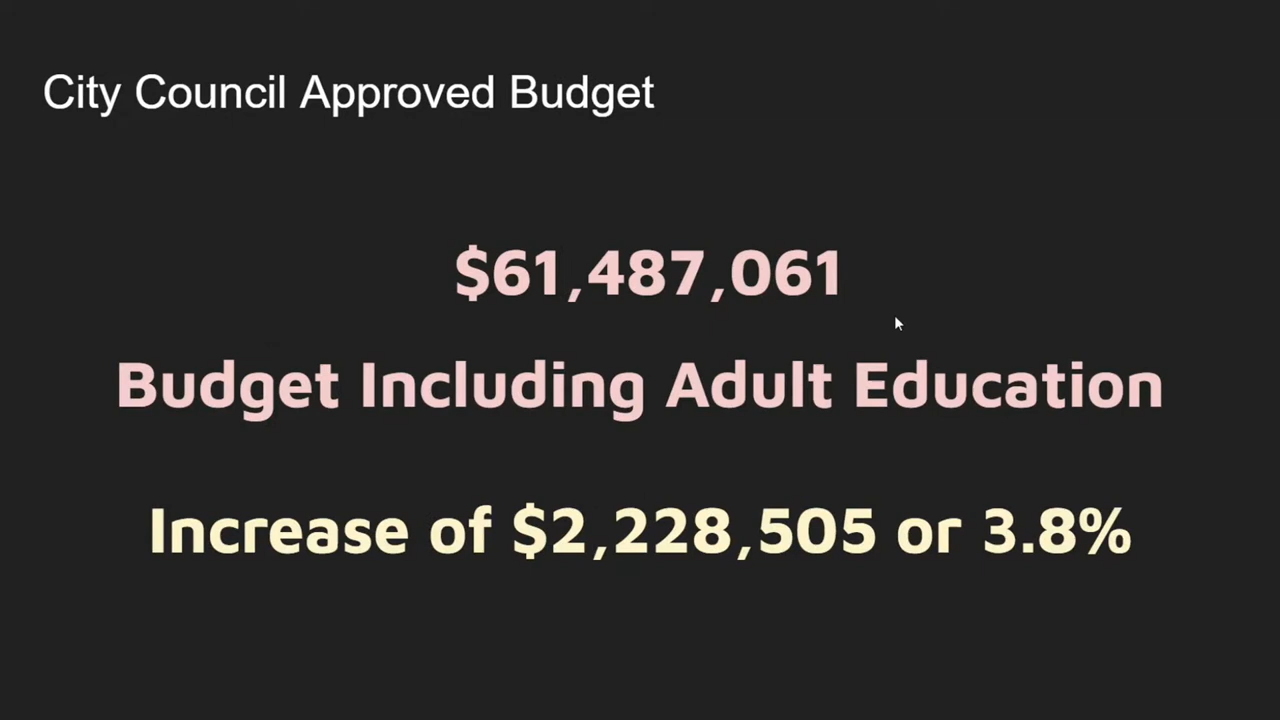 City Council Approved Budget
$61,487,061
Budget Including Adult Education
Increase of $2,228,505 or 3.8%